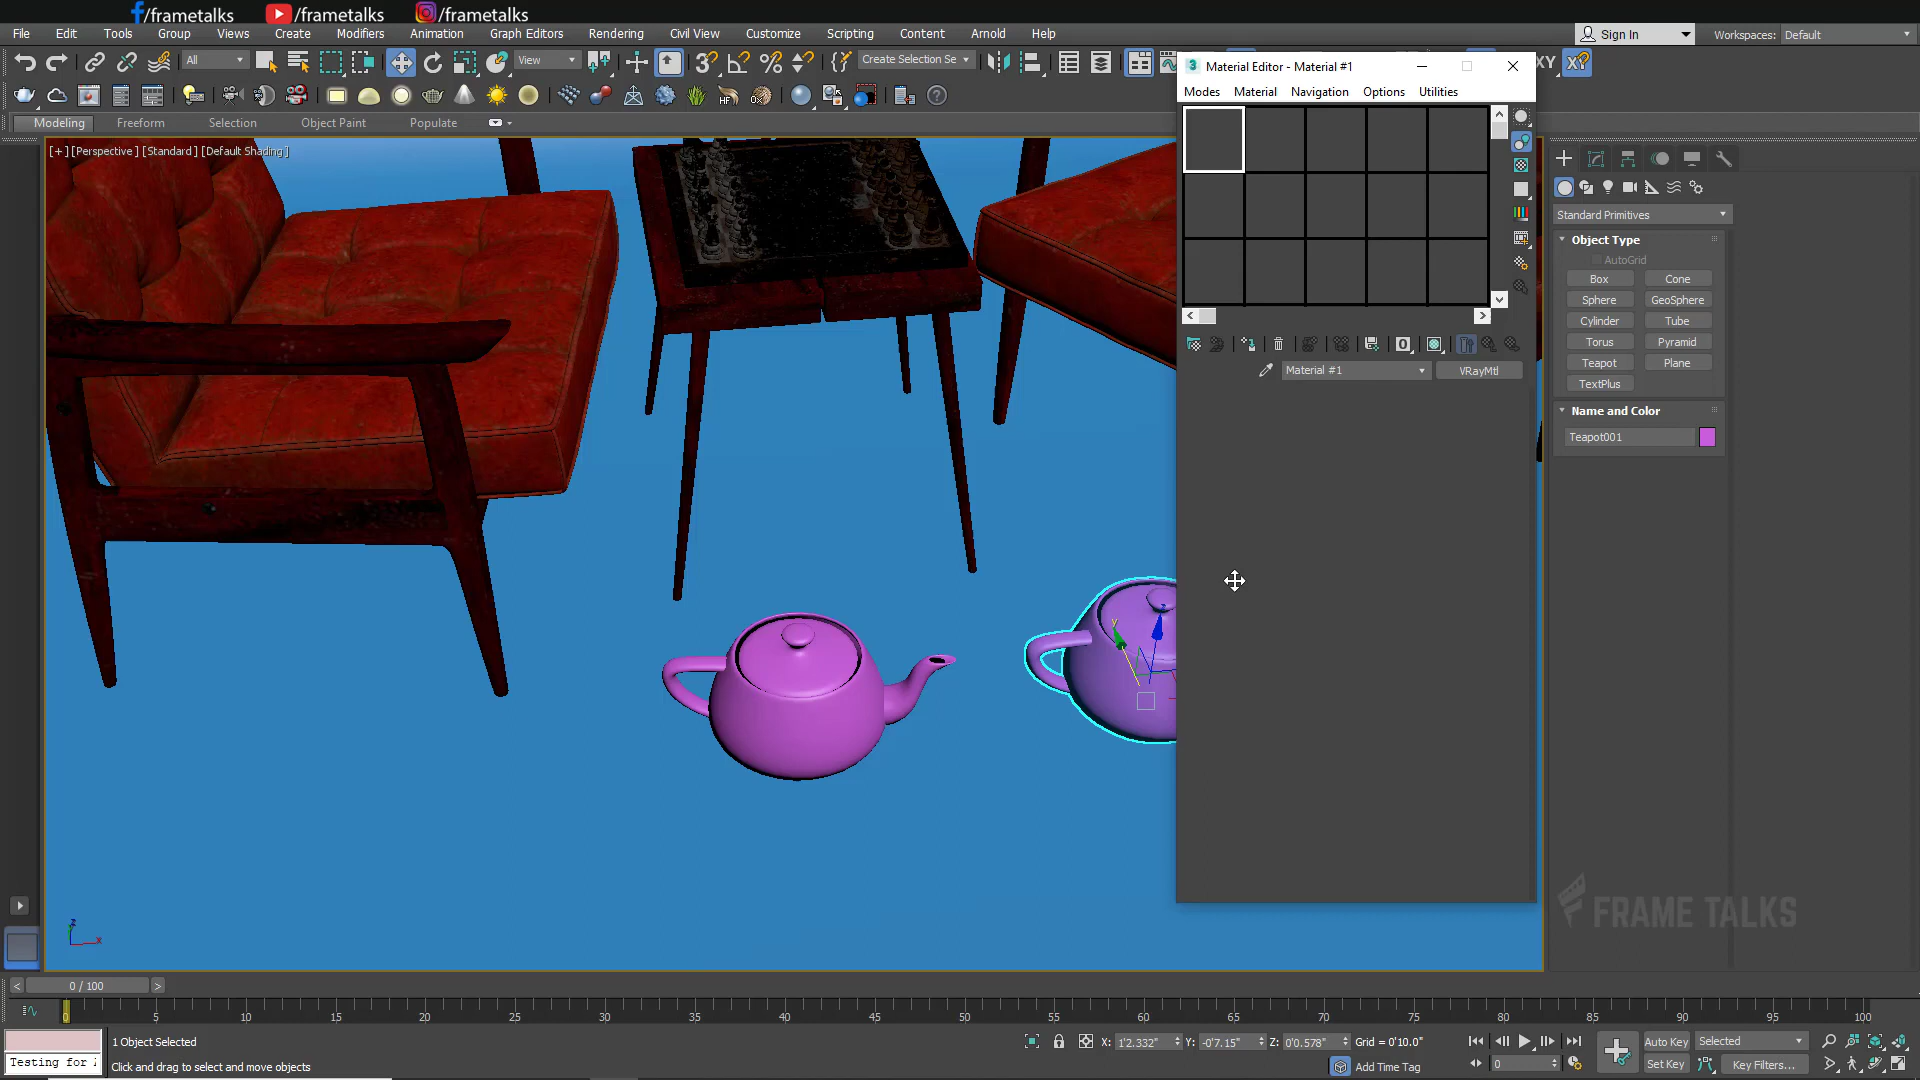 /frametalks /frametalks /frametalks
File Edit Tools Group Views Create Modifiers Animation Graph Editors Rendering Civil View Customize Scripting Content Arnold Help Sign In Workspaces: Default
All View Create Selection Se XY
Material Editor - Material #1
Modes Material Navigation Options Utilities
Modeling Freeform Selection Object Paint Populate
[+] [Perspective] [Standard] [Default Shading]
Standard Primitives
Object Type
AutoGrid
Box Cone
Sphere GeoSphere
Cylinder Tube
Torus Pyramid
Teapot Plane
TextPlus
Material #1 VRayMtl
Name and Color
Teapot001
FRAME TALKS
0 / 100
0 5 10 15 20 25 30 35 40 45 50 55 60 65 70 75 80 85 90 95 100
1 Object Selected X: 1'2.332" Y: -0'7.15" Z: 0'0.578" Grid = 0'10.0" Auto Key Selected
Testing for Click and drag to select and move objects Add Time Tag 0 Set Key Key Filters...